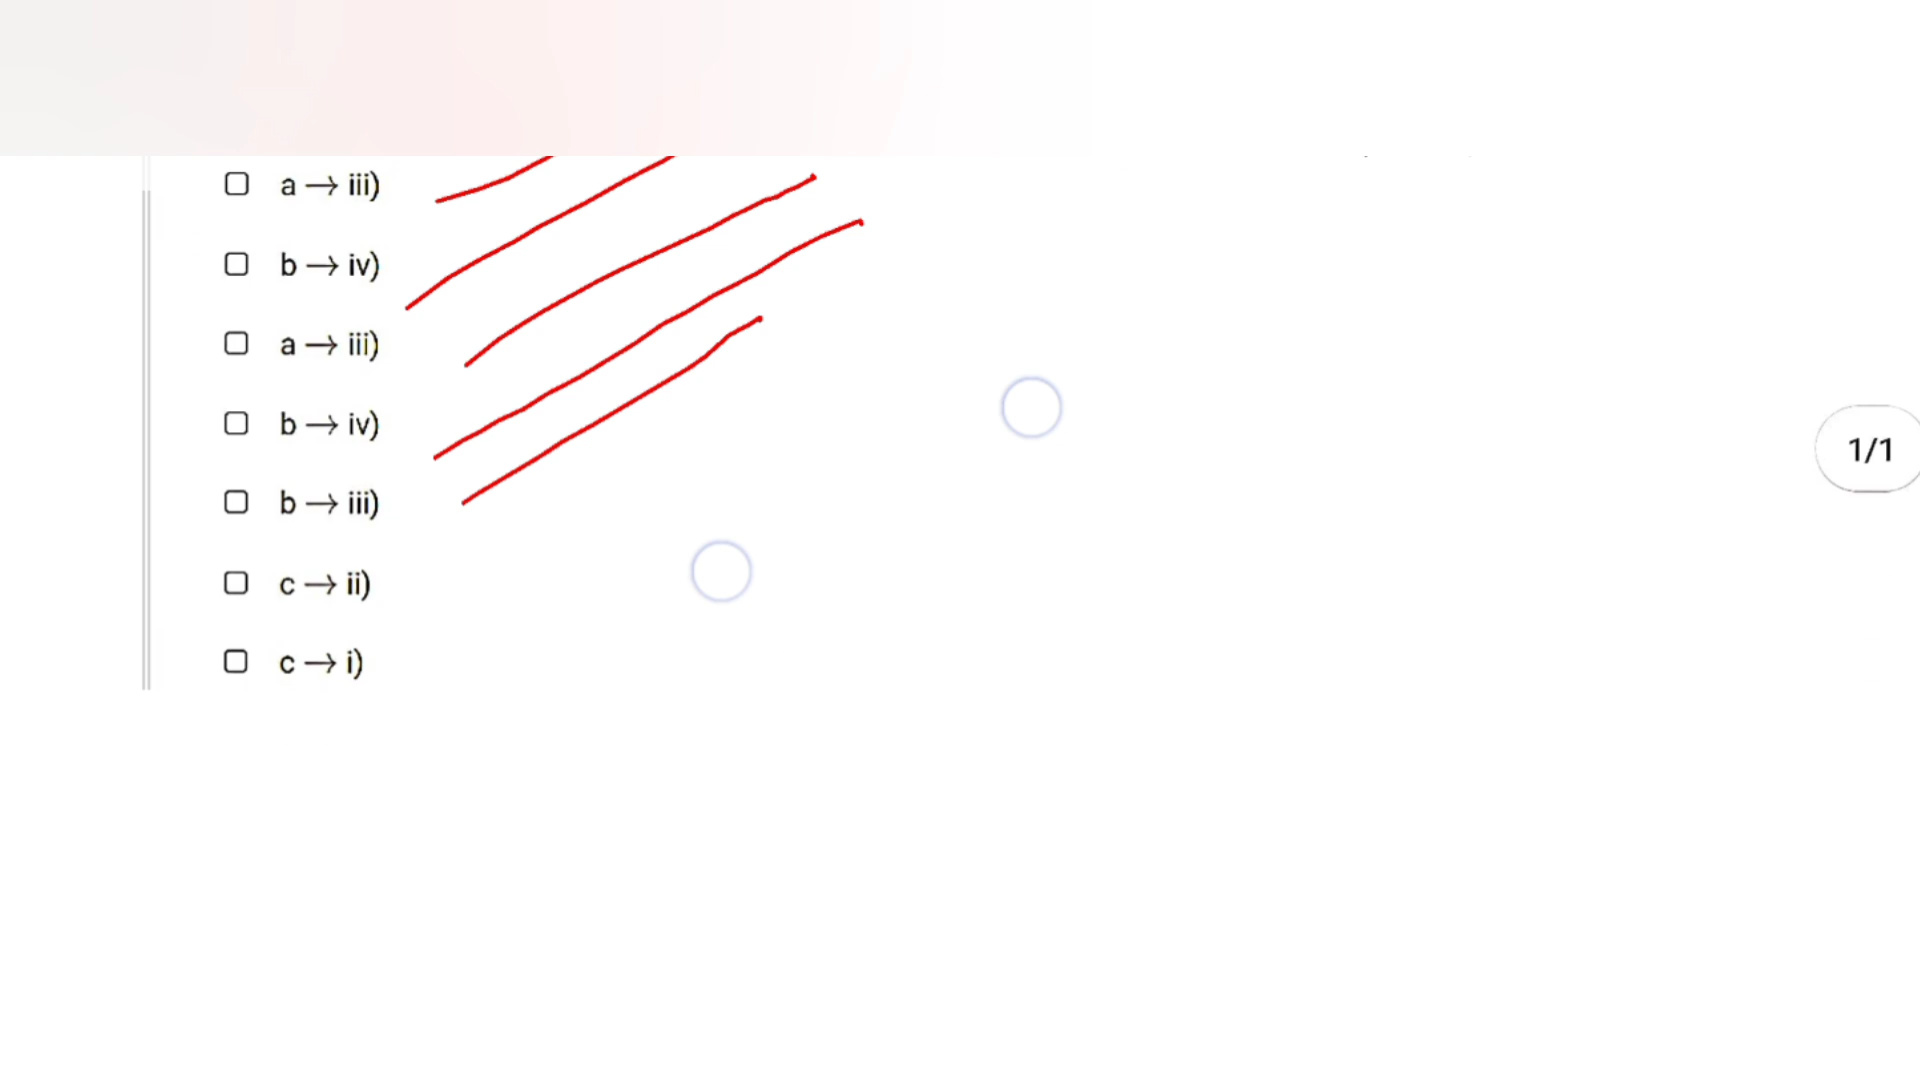 a → iii)
b → iv)
a → iii)
b → iv)
1/1
b → iii)
c → ii)
c → i)